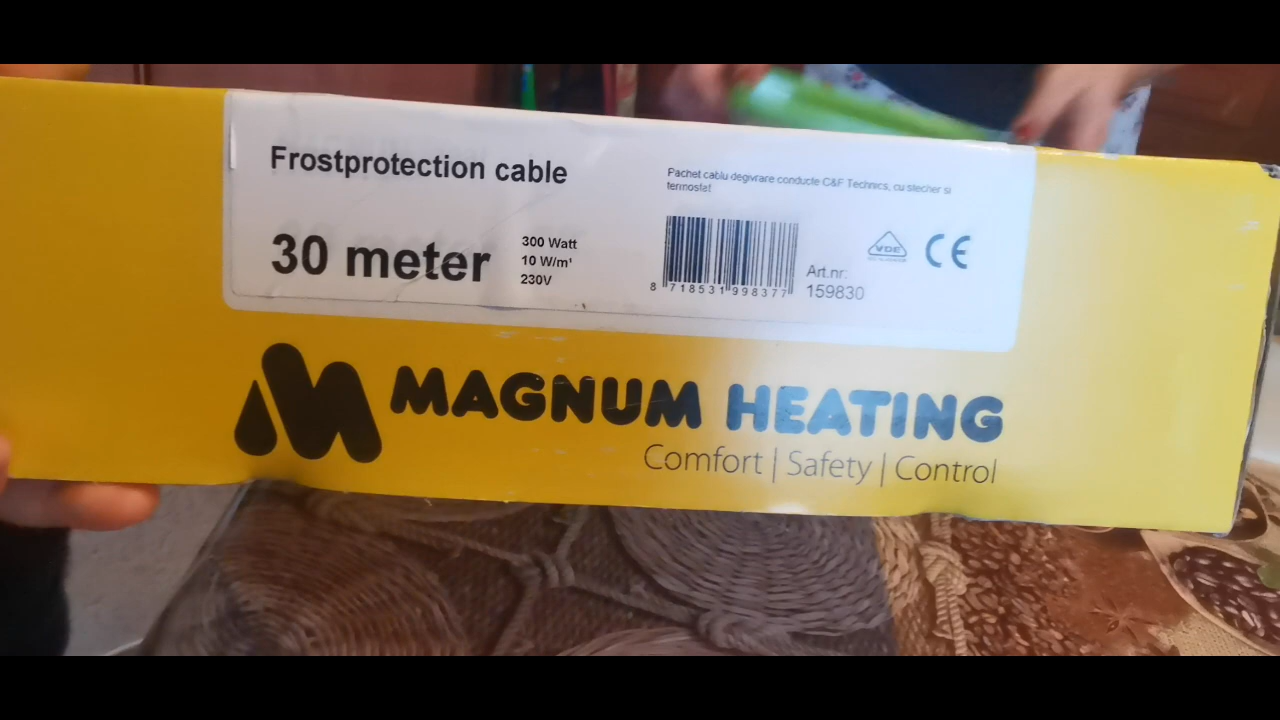 Frostprotection cable
30 meter
300 Watt
10 W/m¹
230V
Pachet cablu degivrare conducte C&F Technics, cu stecher si
termostat
8 718531 998377
Art.nr:
159830
VDE
CE
MAGNUM HEATING
Comfort | Safety | Control